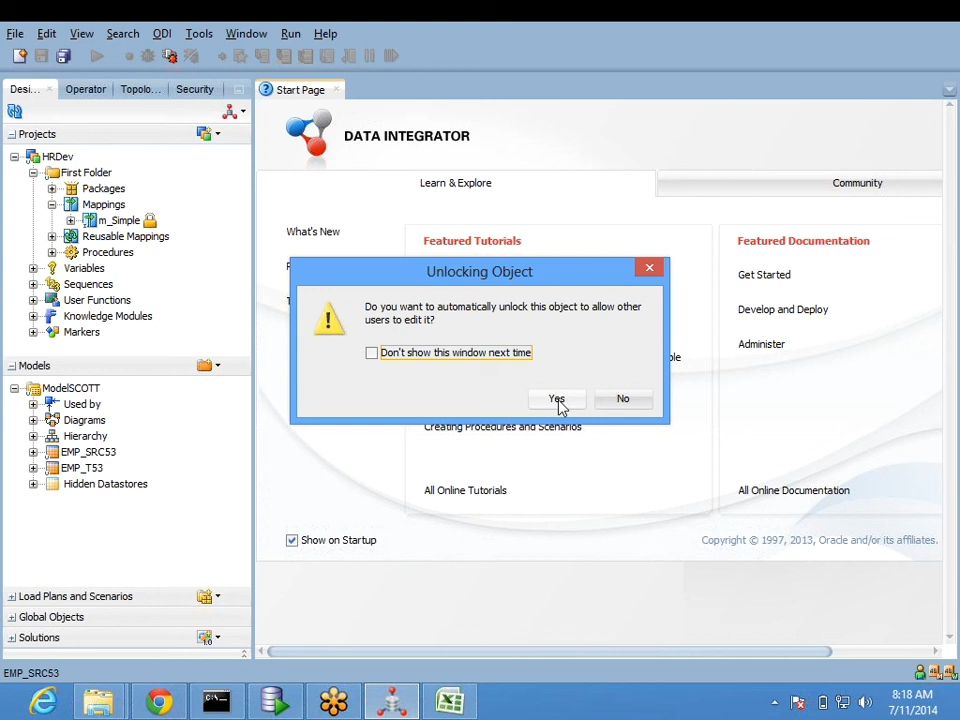 File Edit View Search ODI Tools Window Run Help
Desi... Operator Topolo... Security
Start Page
Projects
HRDev
First Folder
Packages
Mappings
m_Simple
Reusable Mappings
Procedures
Variables
Sequences
User Functions
Knowledge Modules
Markers
Models
ModelSCOTT
Used by
Diagrams
Hierarchy
EMP_SRC53
EMP_T53
Hidden Datastores
Load Plans and Scenarios
Global Objects
Solutions
EMP_SRC53
DATA INTEGRATOR
Learn & Explore
Community
What's New
Featured Tutorials
Featured Documentation
Get Started
Develop and Deploy
Administer
Creating Procedures and Scenarios
All Online Tutorials
All Online Documentation
Show on Startup
Copyright © 1997, 2013, Oracle and/or its affiliates.
Unlocking Object
Do you want to automatically unlock this object to allow other
users to edit it?
Don't show this window next time
Yes
No
8:18 AM
7/11/2014